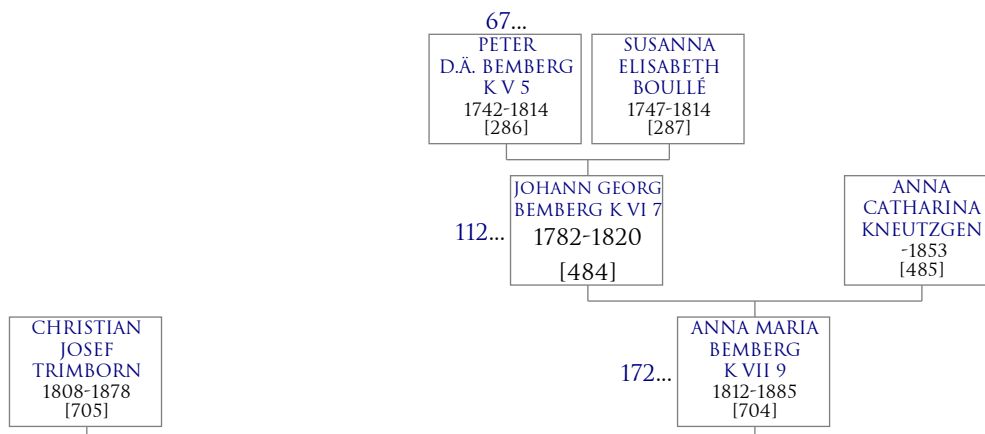 67...
PETER
D.Ä. BEMBERG
K V 5
1742-1814
[286]
SUSANNA
ELISABETH
BOULLÉ
1747-1814
[287]
JOHANN GEORG
BEMBERG K VI 7
1782-1820
[484]
112...
ANNA
CATHARINA
KNEUTZGEN
-1853
[485]
CHRISTIAN
JOSEF
TRIMBORN
1808-1878
[705]
172...
ANNA MARIA
BEMBERG
K VII 9
1812-1885
[704]